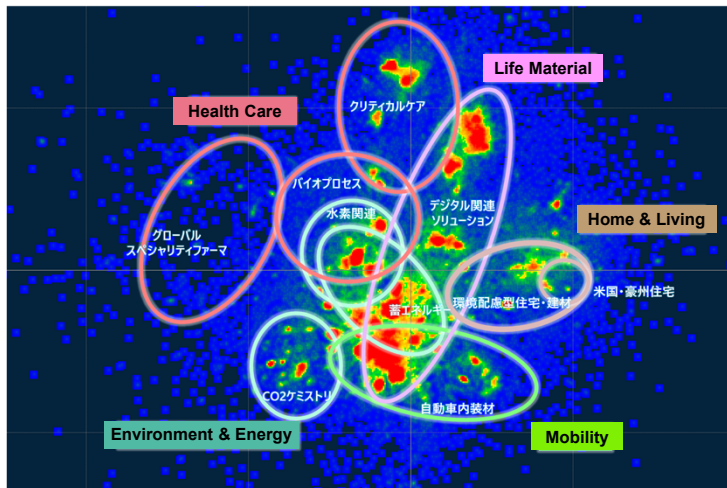 Life Material
Health Care
クリティカルケア
バイオプロセス
水素関連
デジタル関連
ソリューション
グローバル
スペシャリティファーマ
Home & Living
米国・豪州住宅
環境配慮型住宅・建材
蓄エネルギー
CO2ケミストリ
自動車内装材
Environment & Energy
Mobility